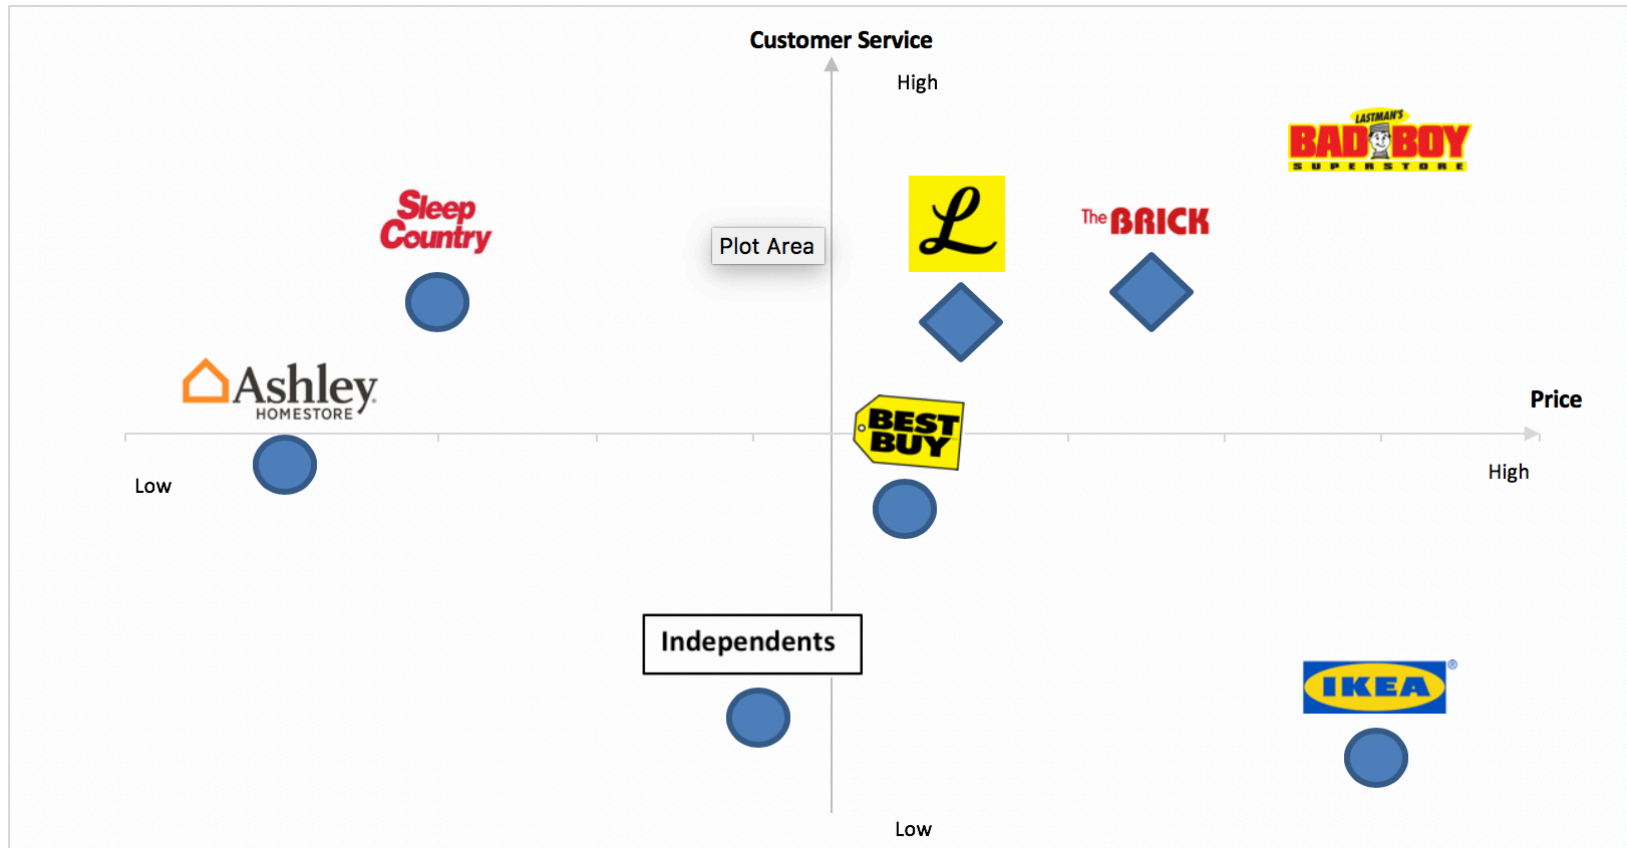 Customer Service
High
LASTMAN'S
BAD BOY
SUPERSTORE
Sleep
Country
L
The BRICK
Plot Area
Ashley
HOMESTORE
BEST
BUY
Price
Low
High
Independents
IKEA®
Low